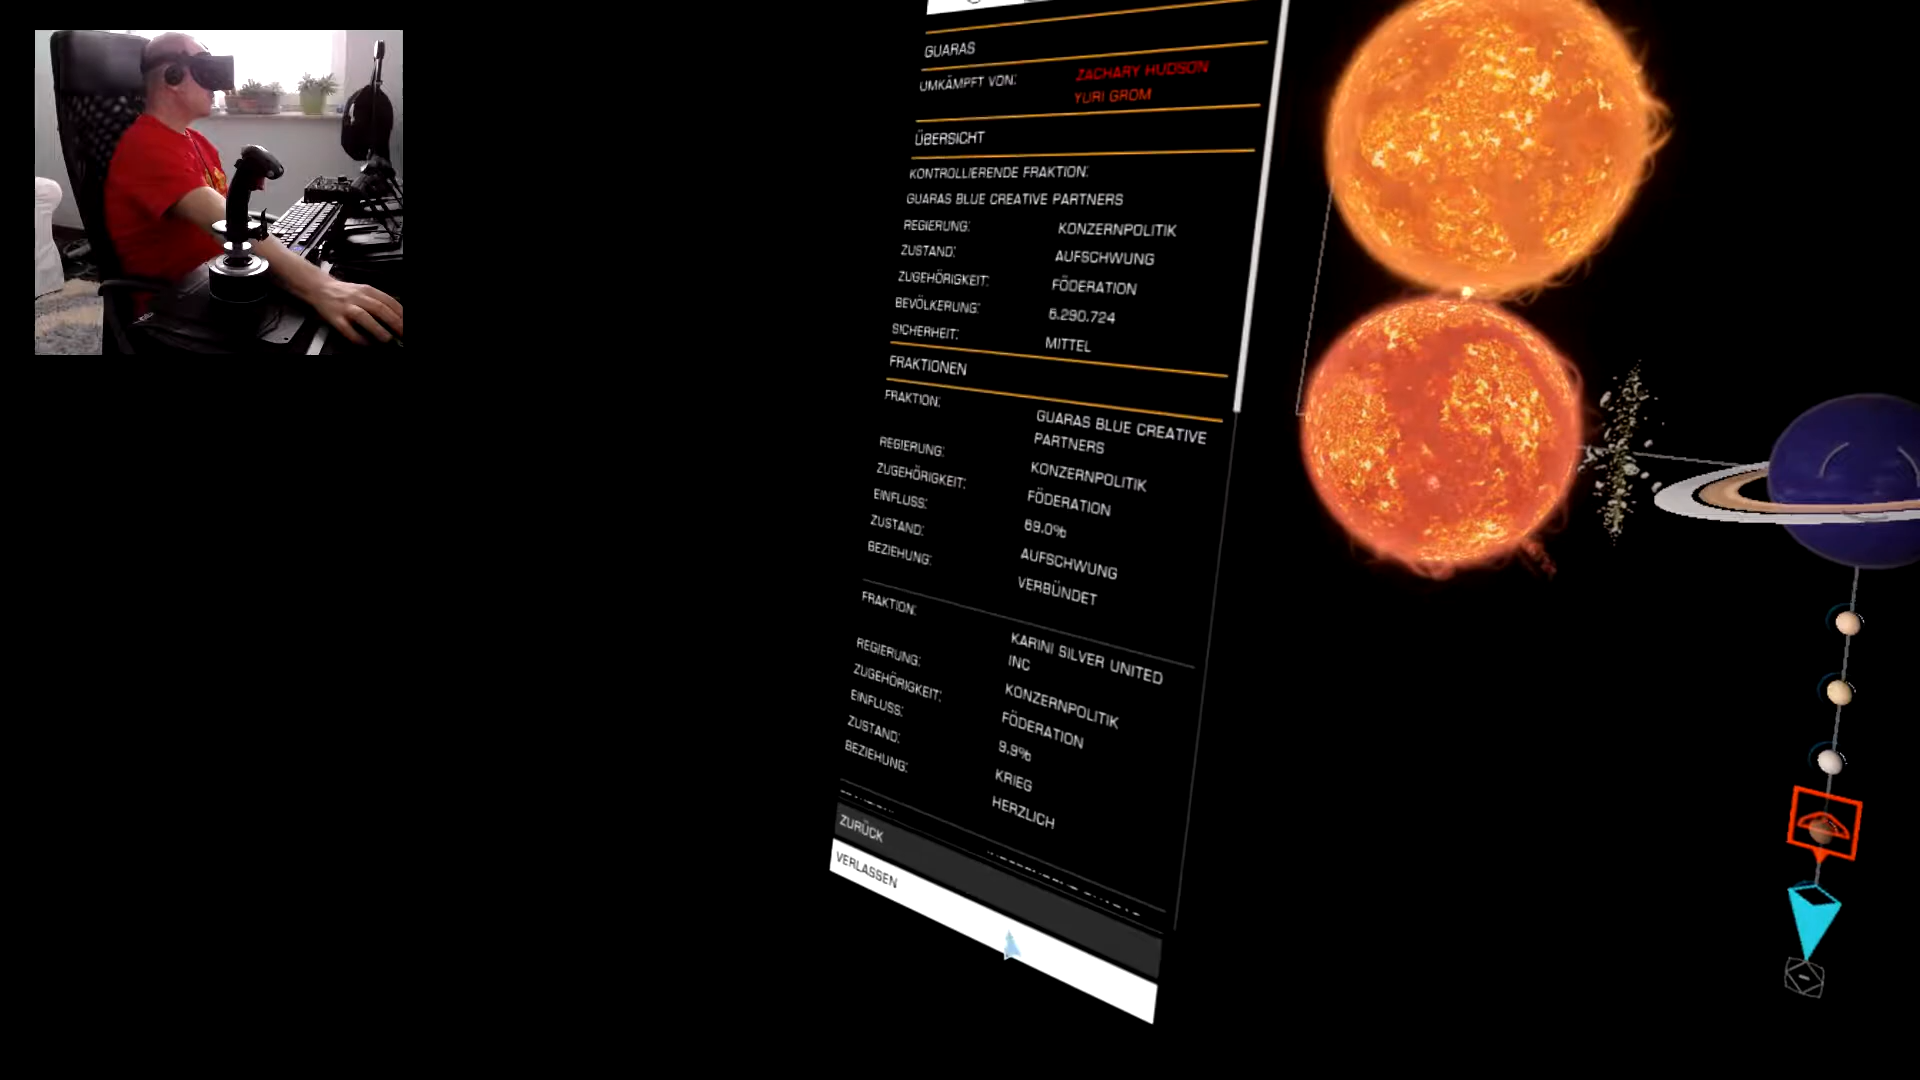 GUARAS
UMKÄMPFT VON: ZACHARY HUDSON
YURI GROM
ÜBERSICHT
KONTROLLIERENDE FRAKTION:
GUARAS BLUE CREATIVE PARTNERS
REGIERUNG: KONZERNPOLITIK
ZUSTAND: AUFSCHWUNG
ZUGEHÖRIGKEIT: FÖDERATION
BEVÖLKERUNG: 6.290.724
SICHERHEIT: MITTEL
FRAKTIONEN
FRAKTION: GUARAS BLUE CREATIVE
PARTNERS
REGIERUNG: KONZERNPOLITIK
ZUGEHÖRIGKEIT: FÖDERATION
EINFLUSS: 69.0%
ZUSTAND: AUFSCHWUNG
BEZIEHUNG: VERBÜNDET
FRAKTION: KARINI SILVER UNITED
INC
REGIERUNG: KONZERNPOLITIK
ZUGEHÖRIGKEIT: FÖDERATION
EINFLUSS: 9.9%
ZUSTAND: KRIEG
BEZIEHUNG: HERZLICH
ZURÜCK
VERLASSEN